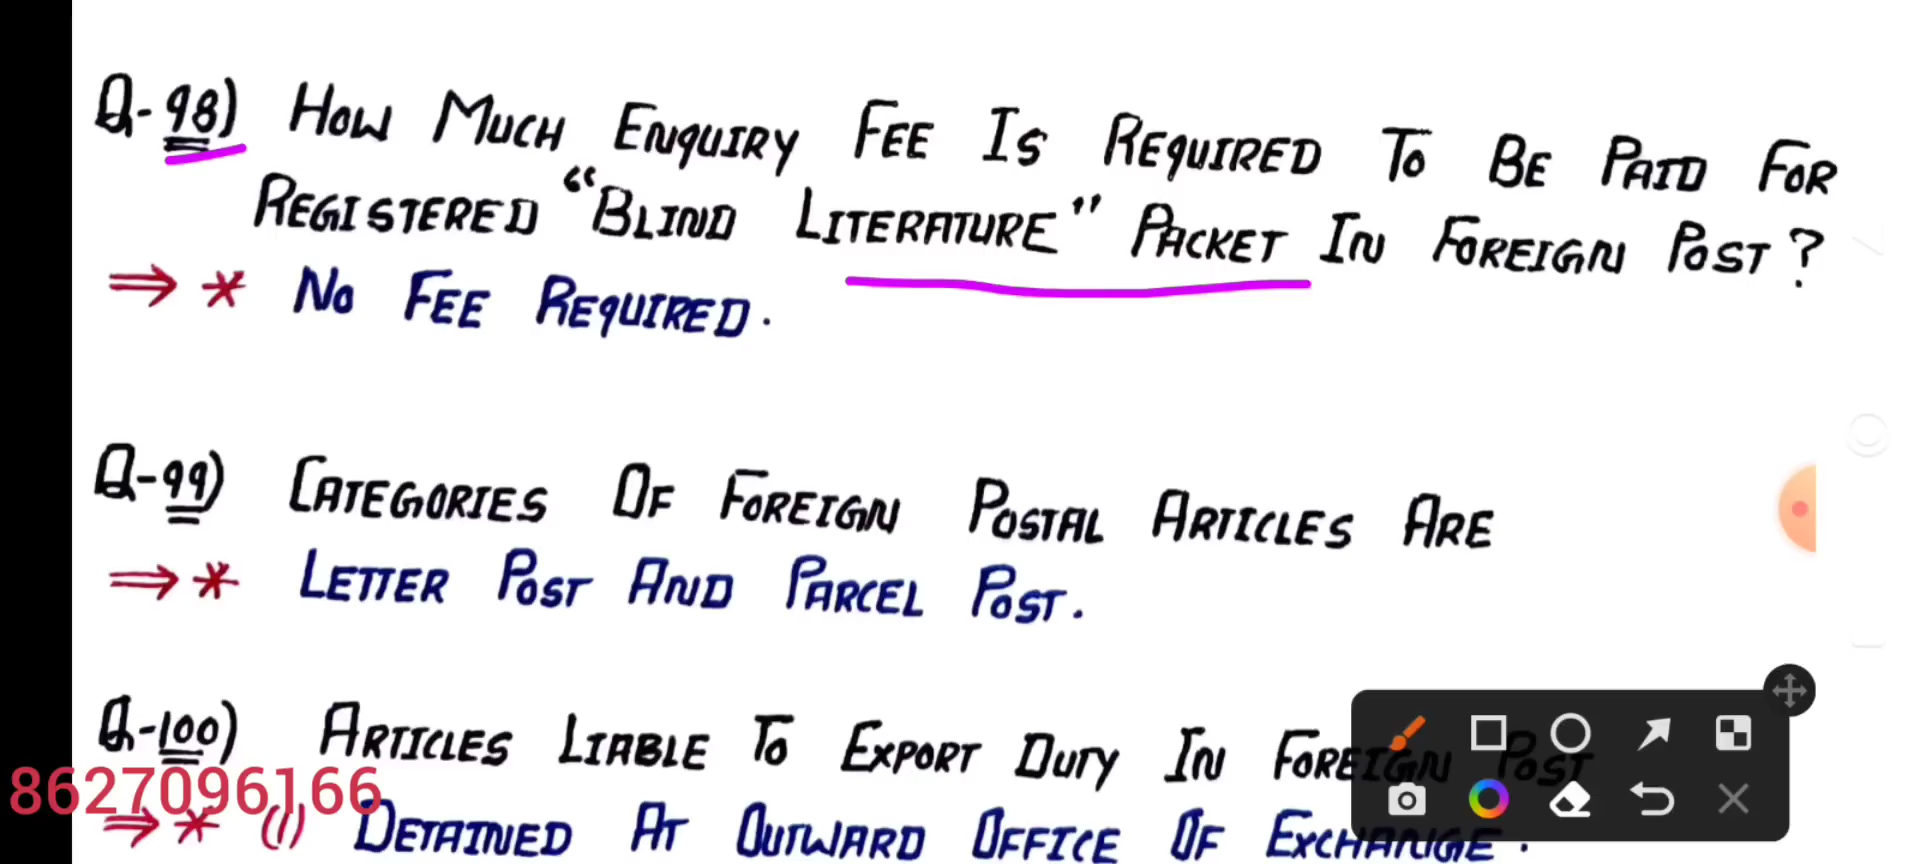 Q-98) HOW MUCH ENQUIRY FEE IS REQUIRED TO BE PAID FOR
REGISTERED "BLIND LITERATURE" PACKET IN FOREIGN POST?
⇒ * NO FEE REQUIRED.
Q-99) CATEGORIES OF FOREIGN POSTAL ARTICLES ARE
⇒ * LETTER POST AND PARCEL POST.
Q-100) ARTICLES LIABLE TO EXPORT DUTY IN FOREIGN POST
8627096166
⇒ * (1) DETAINED AT OUTWARD OFFICE OF EXCHANGE.